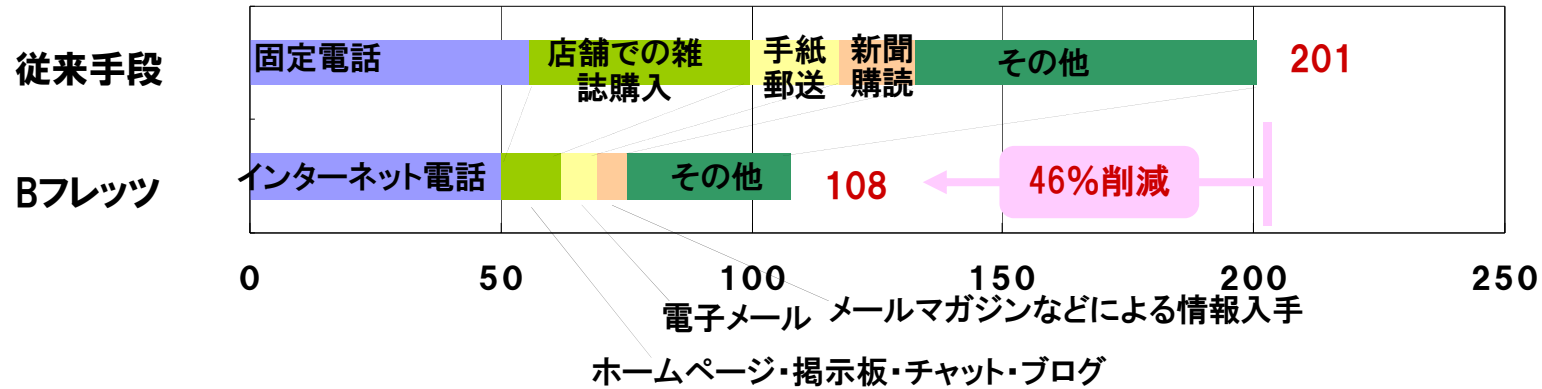 固定電話
店舗での雑
誌購入
手紙
郵送
新聞
購読
その他
201
従来手段
インターネット電話
その他
108
46%削減
Bフレッツ
0
50
100
150
200
250
電子メール
メールマガジンなどによる情報入手
ホームページ・掲示板・チャット・ブログ